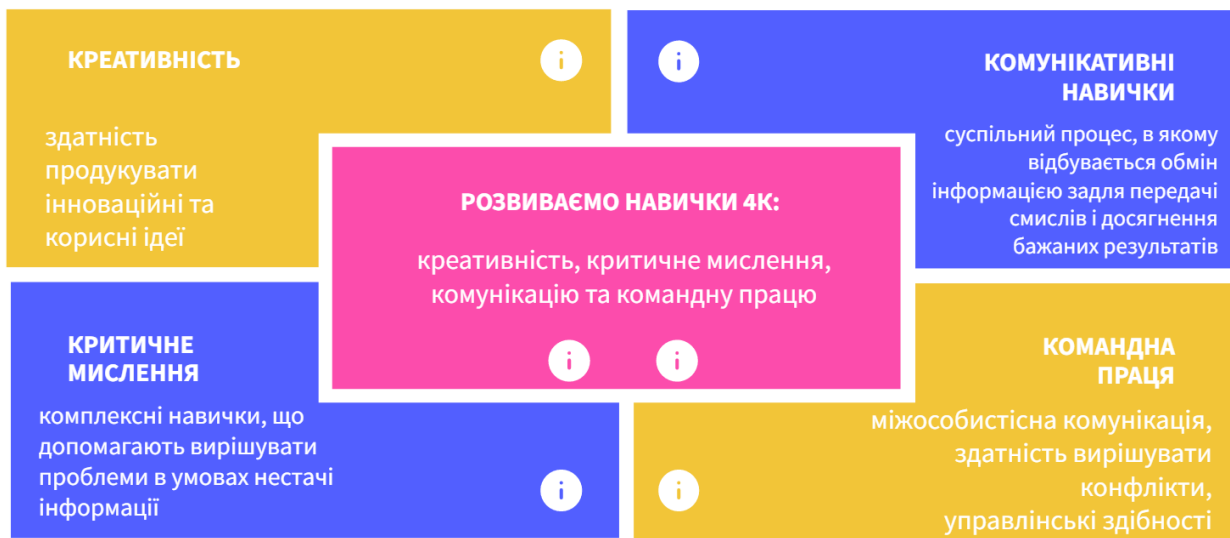 КРЕАТИВНІСТЬ
здатність
продукувати
інноваційні та
корисні ідеї
КОМУНІКАТИВНІ
НАВИЧКИ
суспільний процес, в якому
відбувається обмін
інформацією задля передачі
смислів і досягнення
бажаних результатів
РОЗВИВАЄМО НАВИЧКИ 4К:
креативність, критичне мислення,
комунікацію та командну працю
КРИТИЧНЕ
МИСЛЕННЯ
комплексні навички, що
допомагають вирішувати
проблеми в умовах нестачі
інформації
КОМАНДНА
ПРАЦЯ
міжособистісна комунікація,
здатність вирішувати
конфлікти,
управлінські здібності